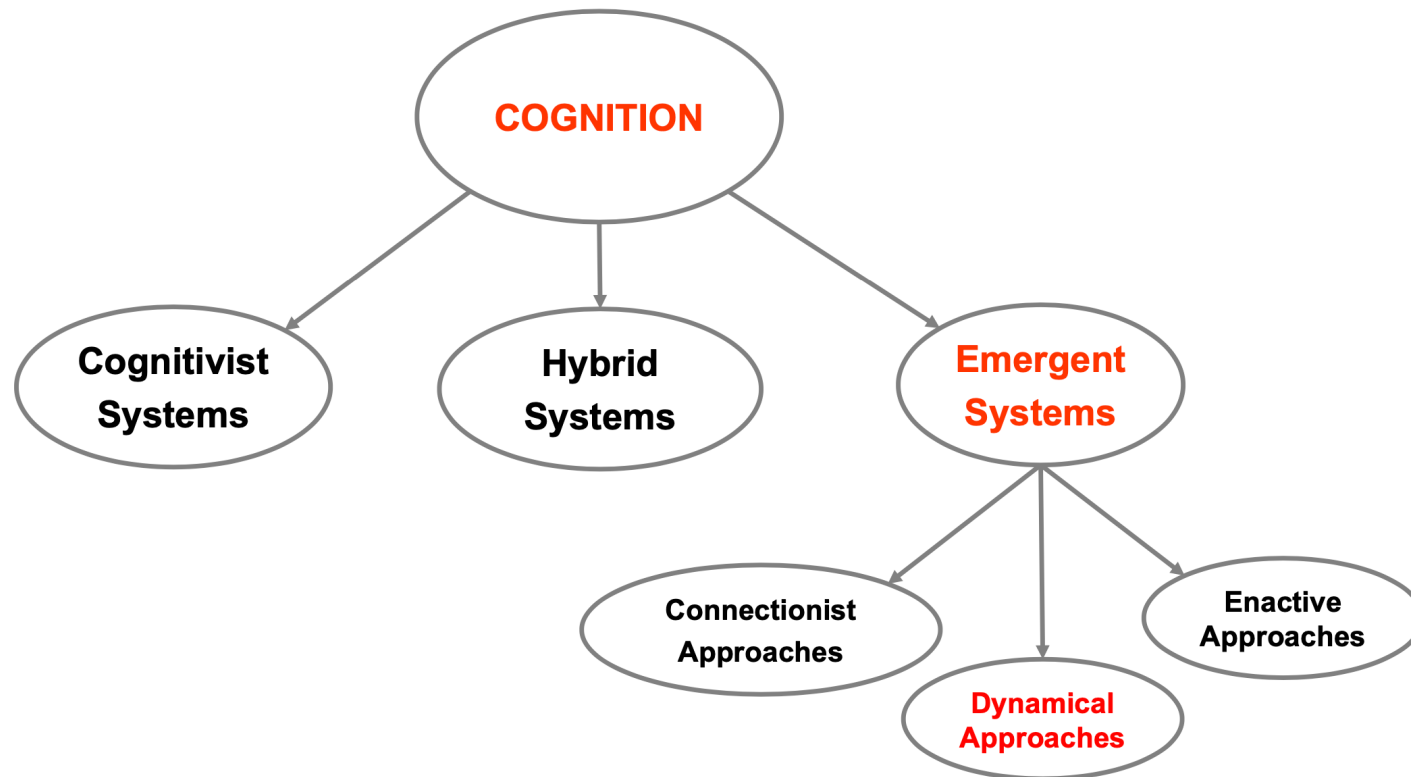 COGNITION
Cognitivist
Systems
Hybrid
Systems
Emergent
Systems
Connectionist
Approaches
Dynamical
Approaches
Enactive
Approaches